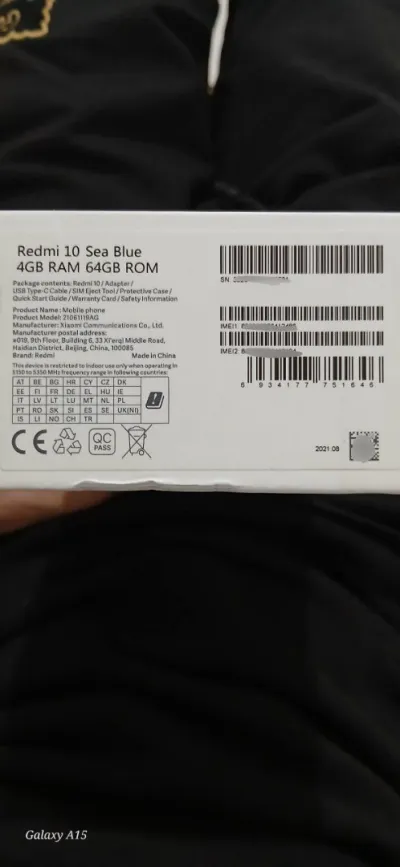 Redmi 10 Sea Blue
4GB RAM 64GB ROM
Package contents: Redmi 10 / Adapter /
USB Type-C Cable / SIM Eject Tool / Protective Case /
Quick Start Guide / Warranty Card / Safety Information
Product Name: Mobile phone
Product Model: 21061119AG
Manufacturer: Xiaomi Communications Co., Ltd.
Manufacturer postal address:
#019, 9th Floor, Building 6, 33 Xi'erqi Middle Road,
Haidian District, Beijing, China, 100085
Brand: Redmi Made in China
This device is restricted to indoor use only when operating in
5150 to 5350 MHz frequency range in following countries:
AT BE BG HR CY CZ DK
EE FI FR DE EL HU IE
IT LV LT LU MT NL PL
PT RO SK SI ES SE UK(NI)
IS LI NO CH TR
CE
QC
PASS
SN:
IMEI1:
IMEI2:
6 934177 751646
2021.08
Galaxy A15